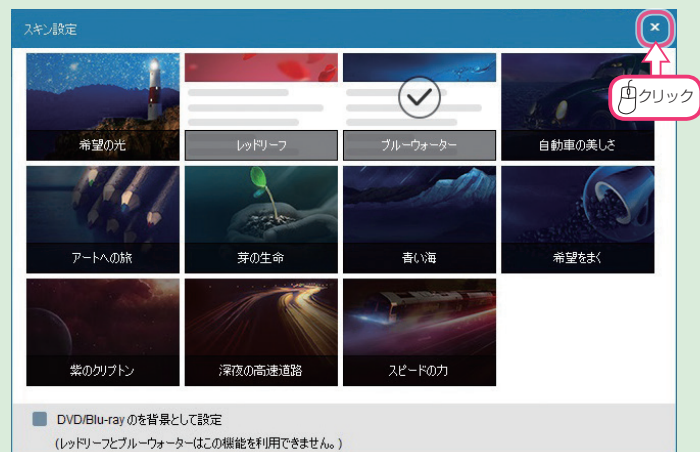 スキン設定
×
クリック
希望の光
レッドリーフ
ブルーウォーター
自動車の美しさ
アートへの旅
芽の生命
青い海
希望をまく
紫のクリプトン
深夜の高速道路
スピードの力
DVD/Blu-ray のを背景として設定
(レッドリーフとブルーウォーターはこの機能を利用できません。)